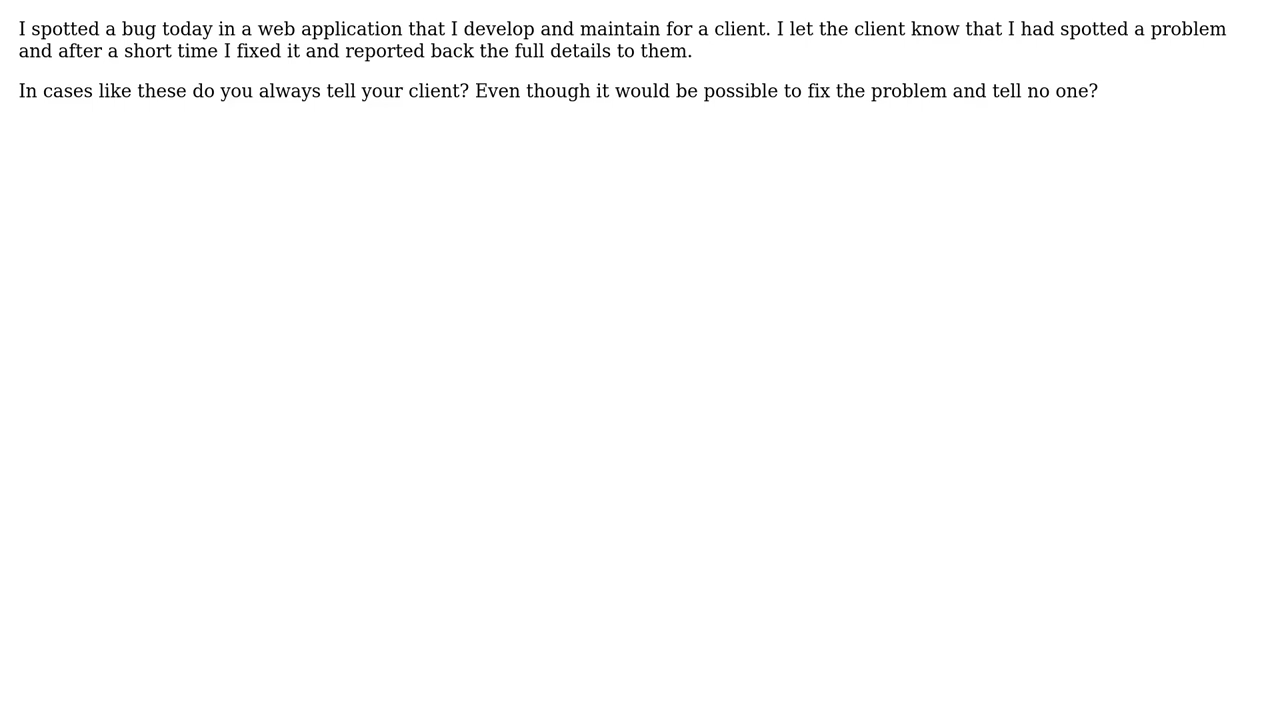 I spotted a bug today in a web application that I develop and maintain for a client. I let the client know that I had spotted a problem
and after a short time I fixed it and reported back the full details to them.
In cases like these do you always tell your client? Even though it would be possible to fix the problem and tell no one?